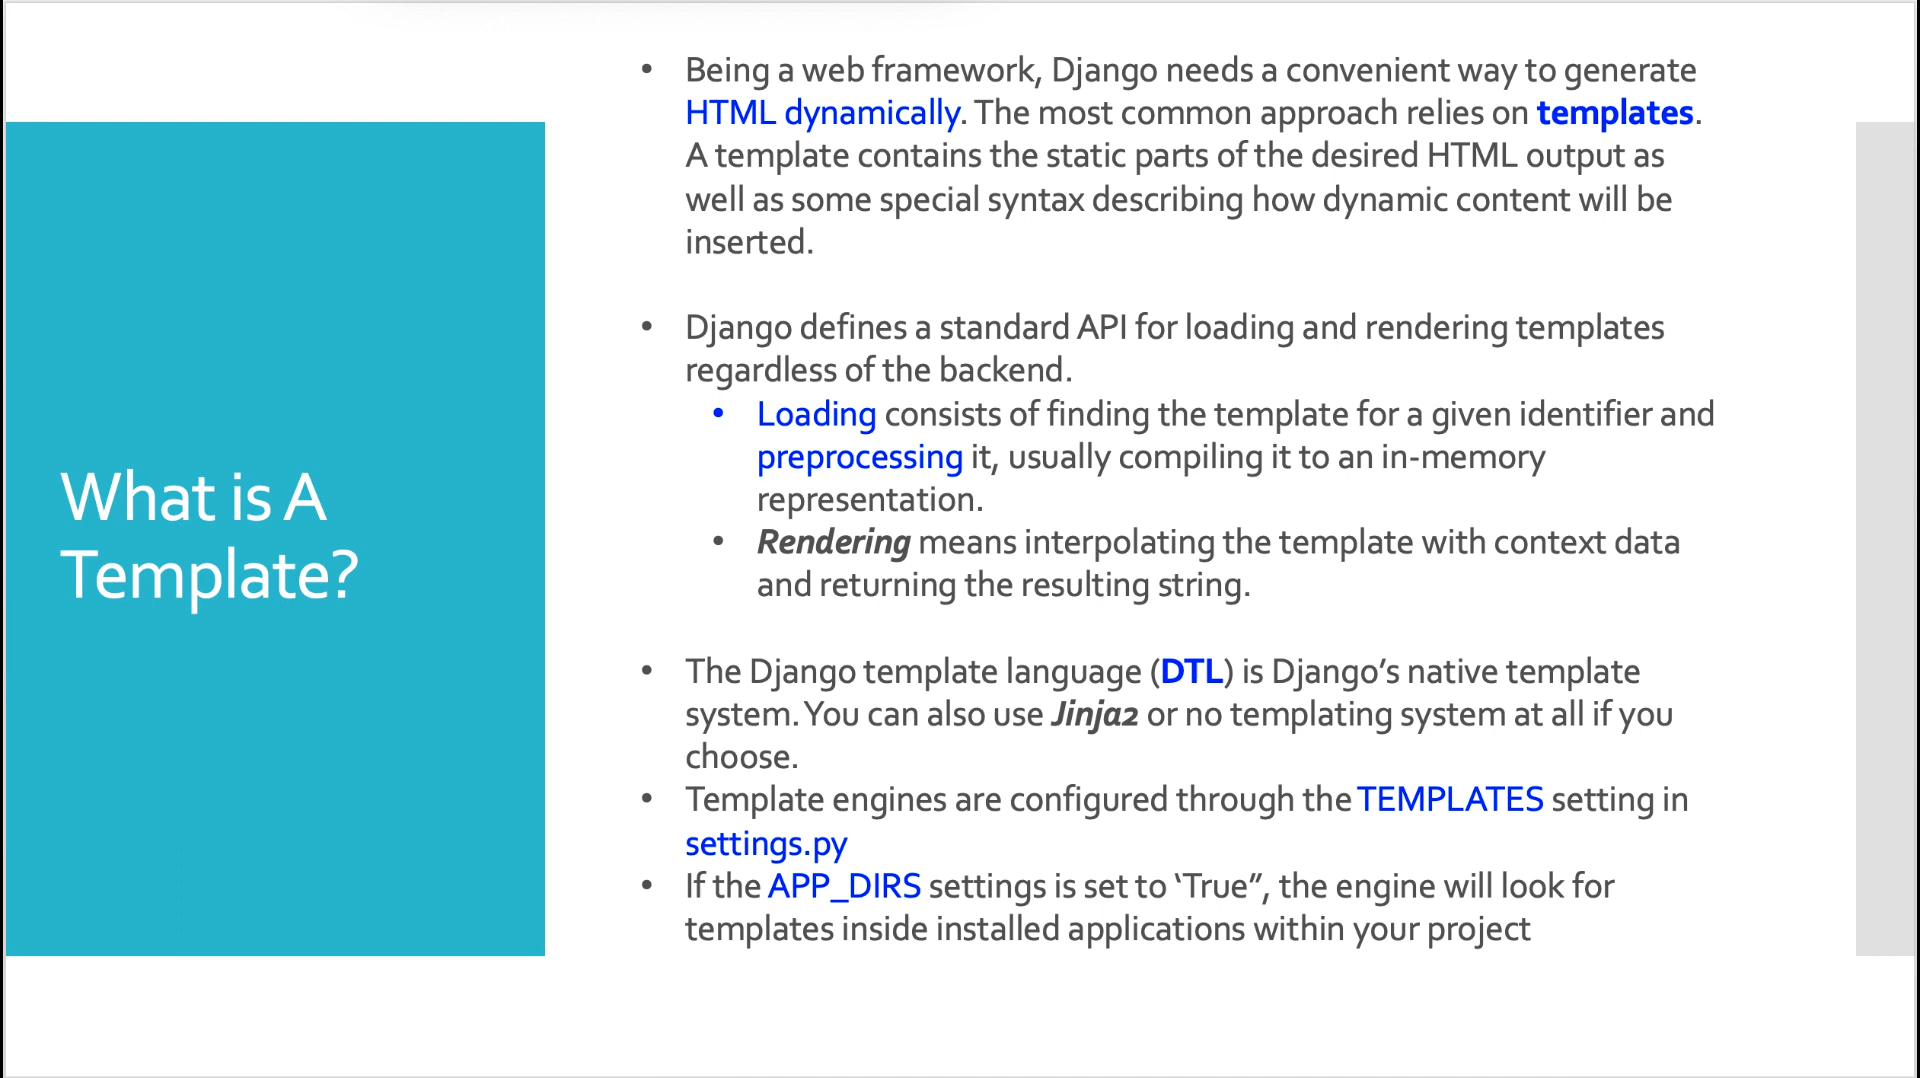 What is A
Template?
• Being a web framework, Django needs a convenient way to generate
HTML dynamically. The most common approach relies on templates.
A template contains the static parts of the desired HTML output as
well as some special syntax describing how dynamic content will be
inserted.
• Django defines a standard API for loading and rendering templates
regardless of the backend.
• Loading consists of finding the template for a given identifier and
preprocessing it, usually compiling it to an in-memory
representation.
• Rendering means interpolating the template with context data
and returning the resulting string.
• The Django template language (DTL) is Django’s native template
system. You can also use Jinja2 or no templating system at all if you
choose.
• Template engines are configured through the TEMPLATES setting in
settings.py
• If the APP_DIRS settings is set to ‘True”, the engine will look for
templates inside installed applications within your project